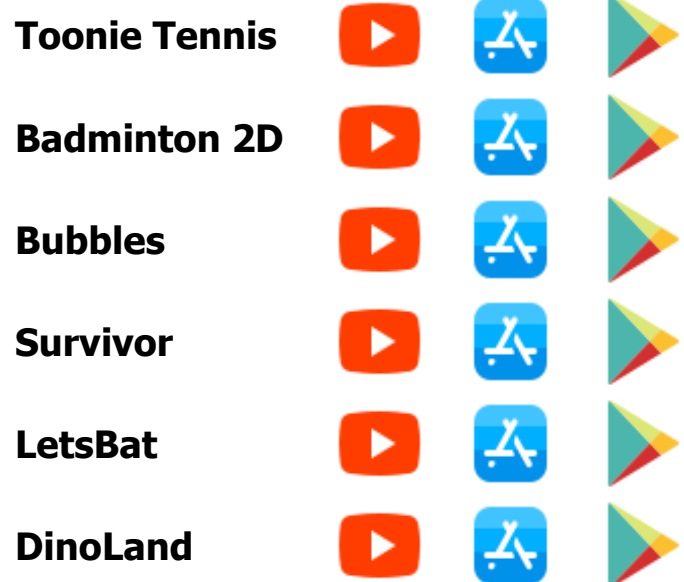 Toonie Tennis
Badminton 2D
Bubbles
Survivor
LetsBat
DinoLand